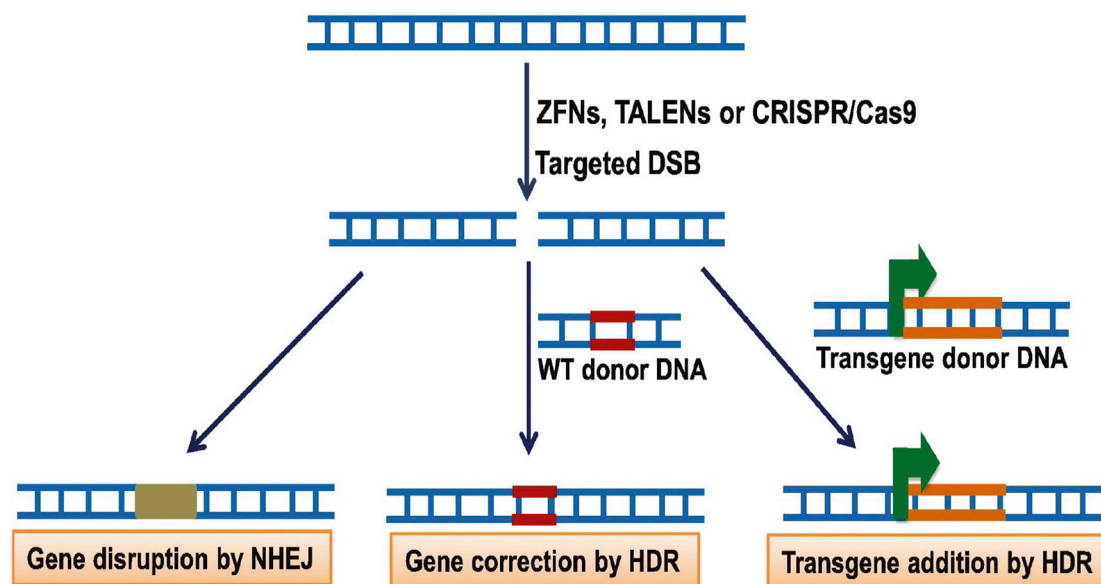 ZFNs, TALENs or CRISPR/Cas9
Targeted DSB
WT donor DNA
Transgene donor DNA
Gene disruption by NHEJ
Gene correction by HDR
Transgene addition by HDR